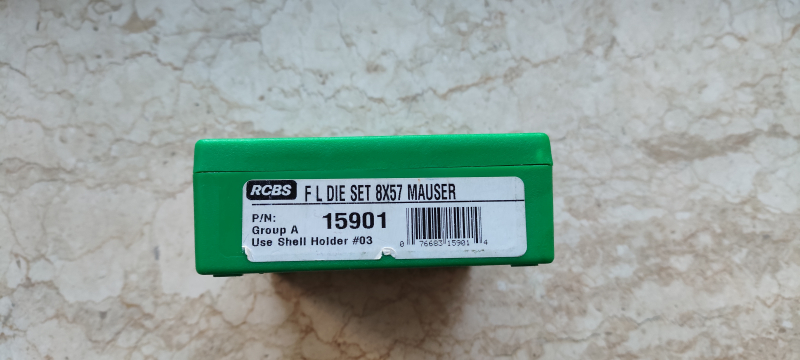 RCBS F L DIE SET 8X57 MAUSER
P/N: 15901
Group A
Use Shell Holder #03
0 76683 15901 4